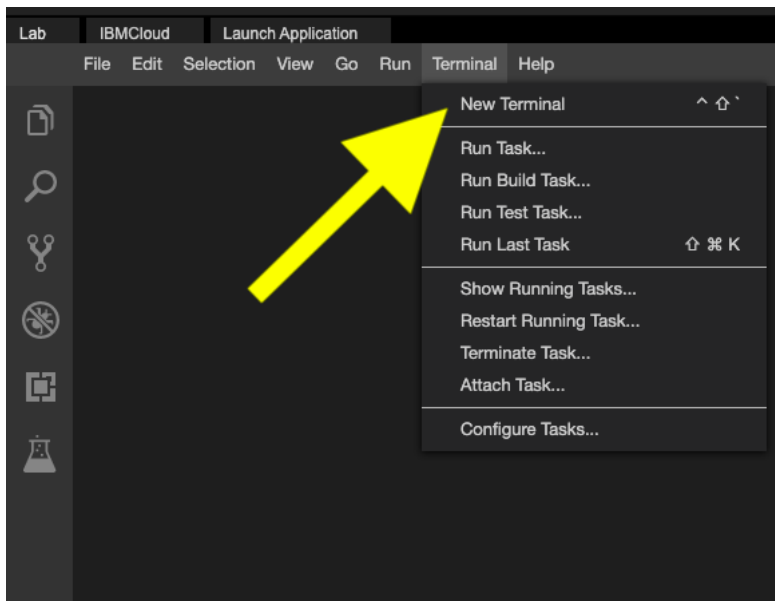 Lab IBMCloud Launch Application
File Edit Selection View Go Run Terminal Help
New Terminal ^ ⇧ `
Run Task...
Run Build Task...
Run Test Task...
Run Last Task ⇧ ⌘ K
Show Running Tasks...
Restart Running Task...
Terminate Task...
Attach Task...
Configure Tasks...